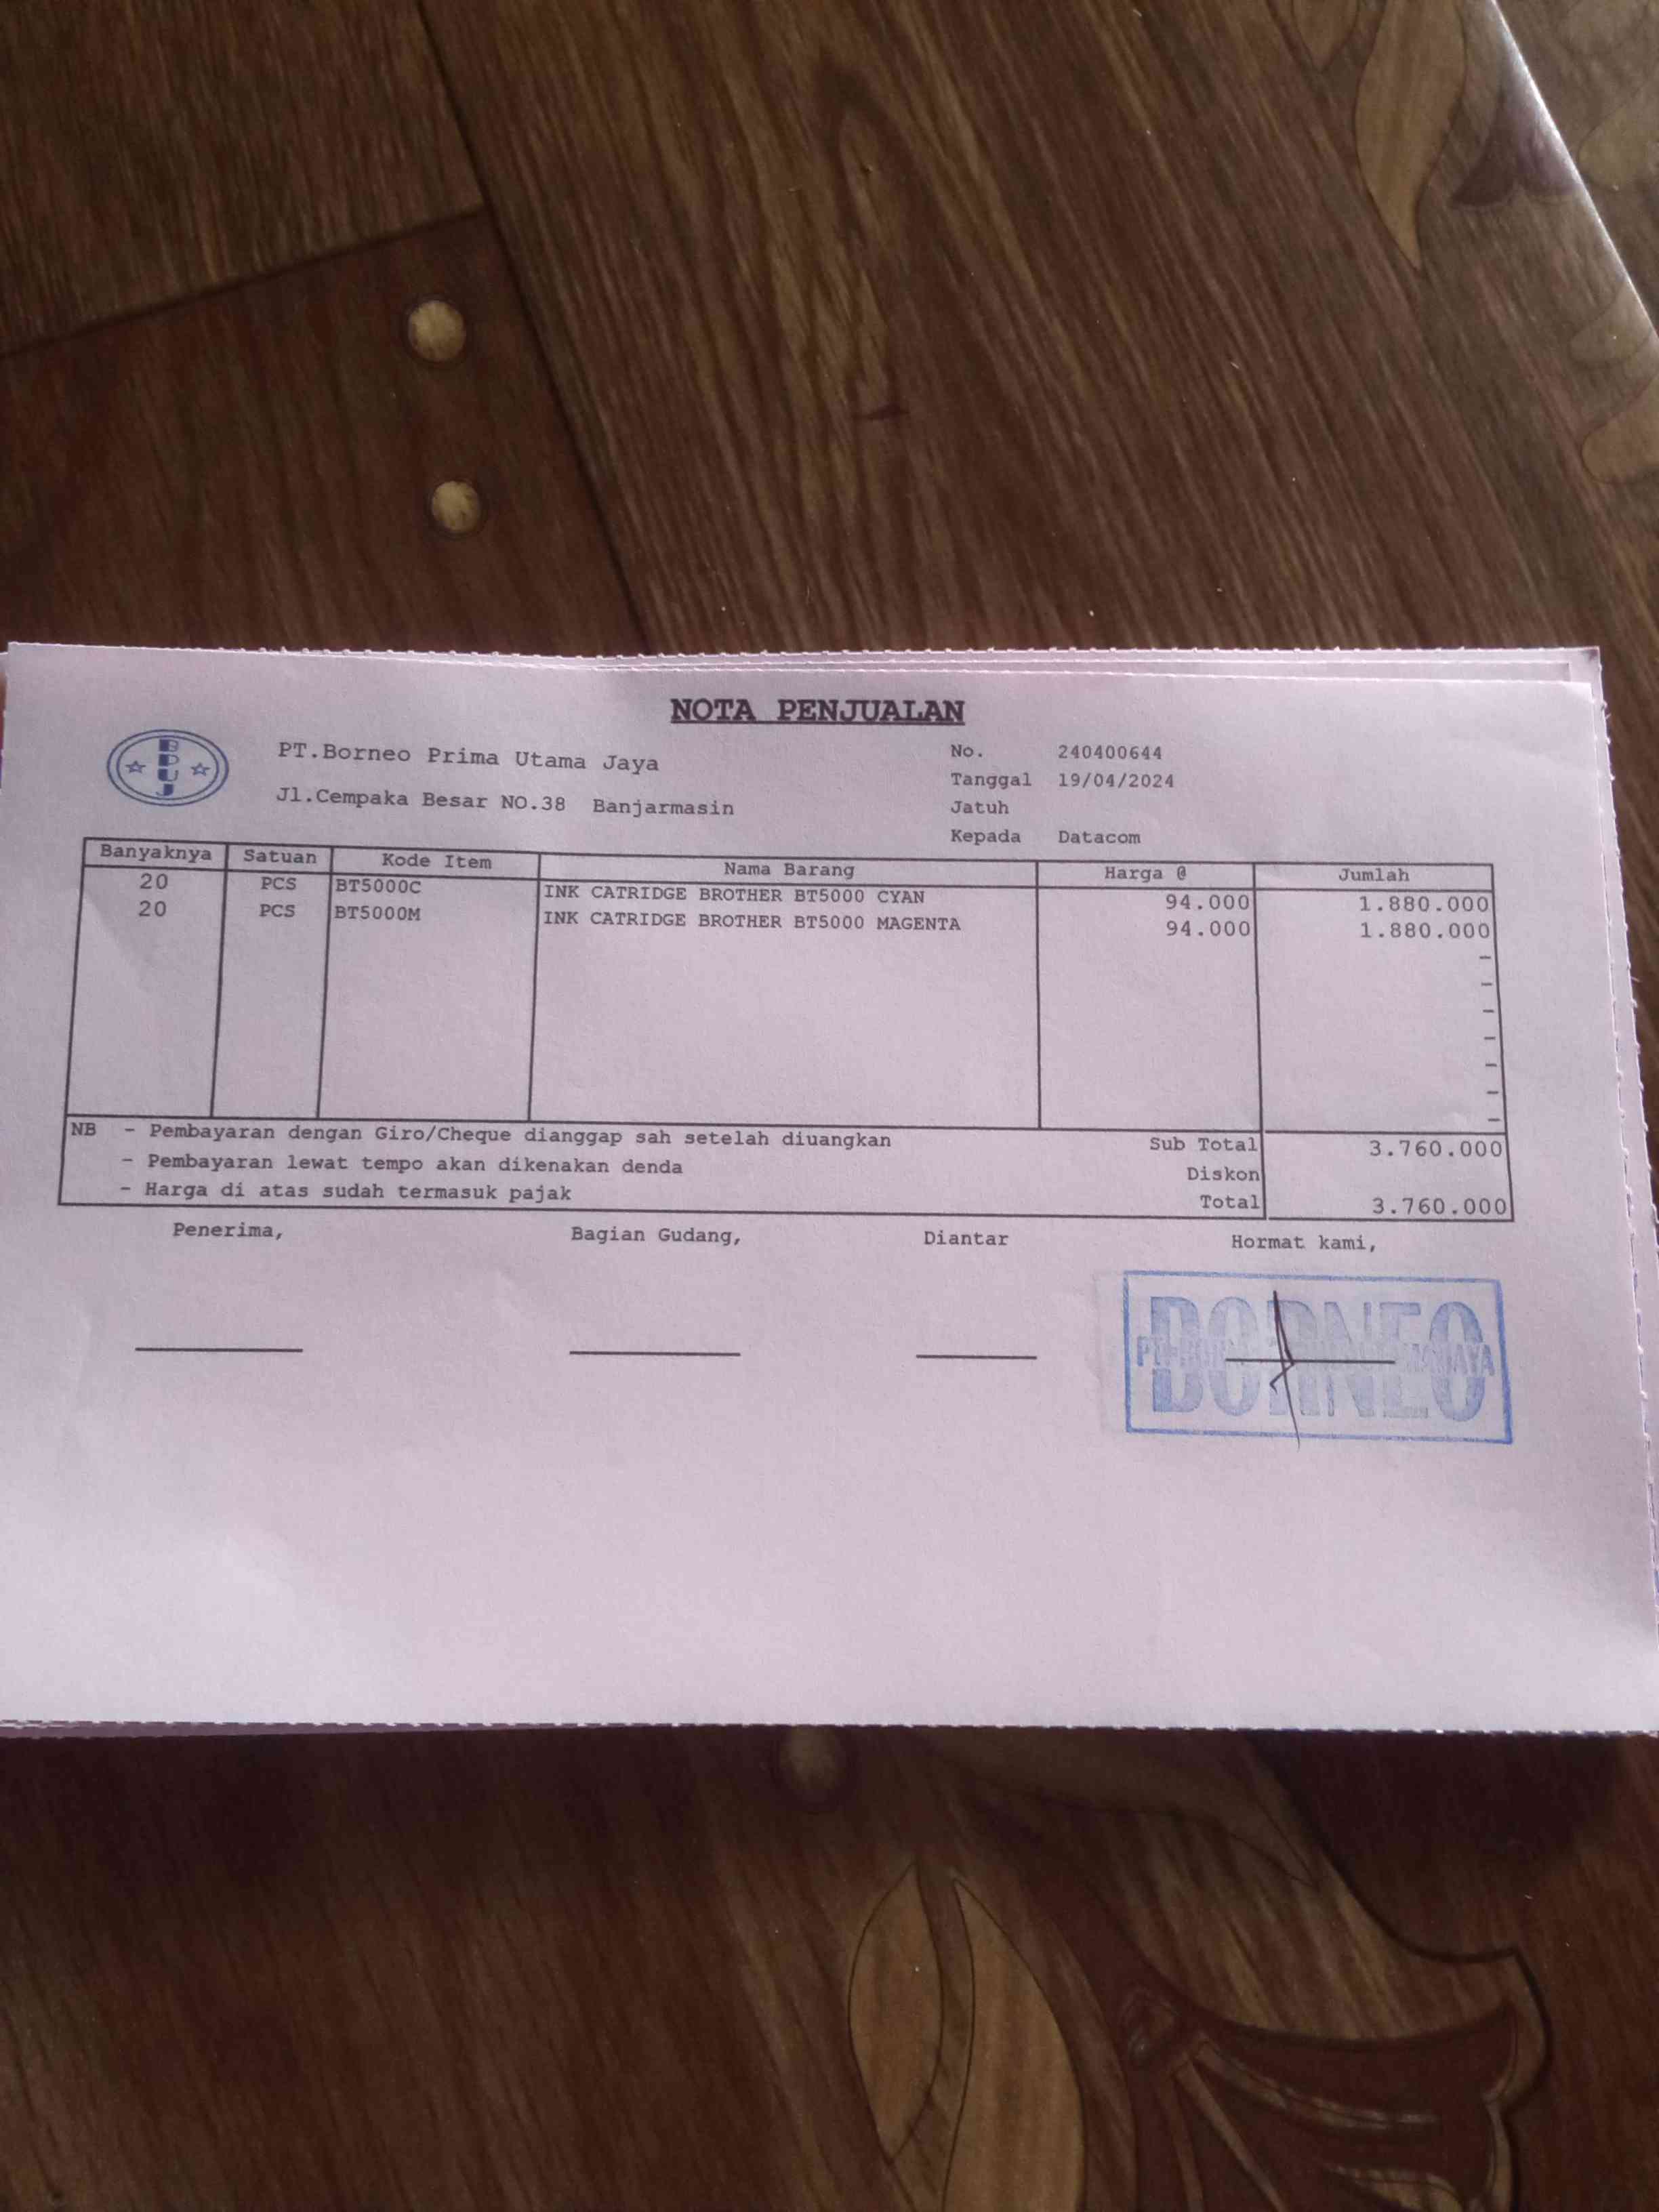 NOTA PENJUALAN
BPUJ
PT.Borneo Prima Utama Jaya
Jl.Cempaka Besar NO.38 Banjarmasin
No. 240400644
Tanggal 19/04/2024
Jatuh
Kepada Datacom
Banyaknya Satuan Kode Item Nama Barang Harga @ Jumlah
20 PCS BT5000C INK CATRIDGE BROTHER BT5000 CYAN 94.000 1.880.000
20 PCS BT5000M INK CATRIDGE BROTHER BT5000 MAGENTA 94.000 1.880.000
-
-
-
-
-
-
-
NB - Pembayaran dengan Giro/Cheque dianggap sah setelah diuangkan Sub Total 3.760.000
- Pembayaran lewat tempo akan dikenakan denda Diskon
- Harga di atas sudah termasuk pajak Total 3.760.000
Penerima, Bagian Gudang, Diantar Hormat kami,
BORNEO